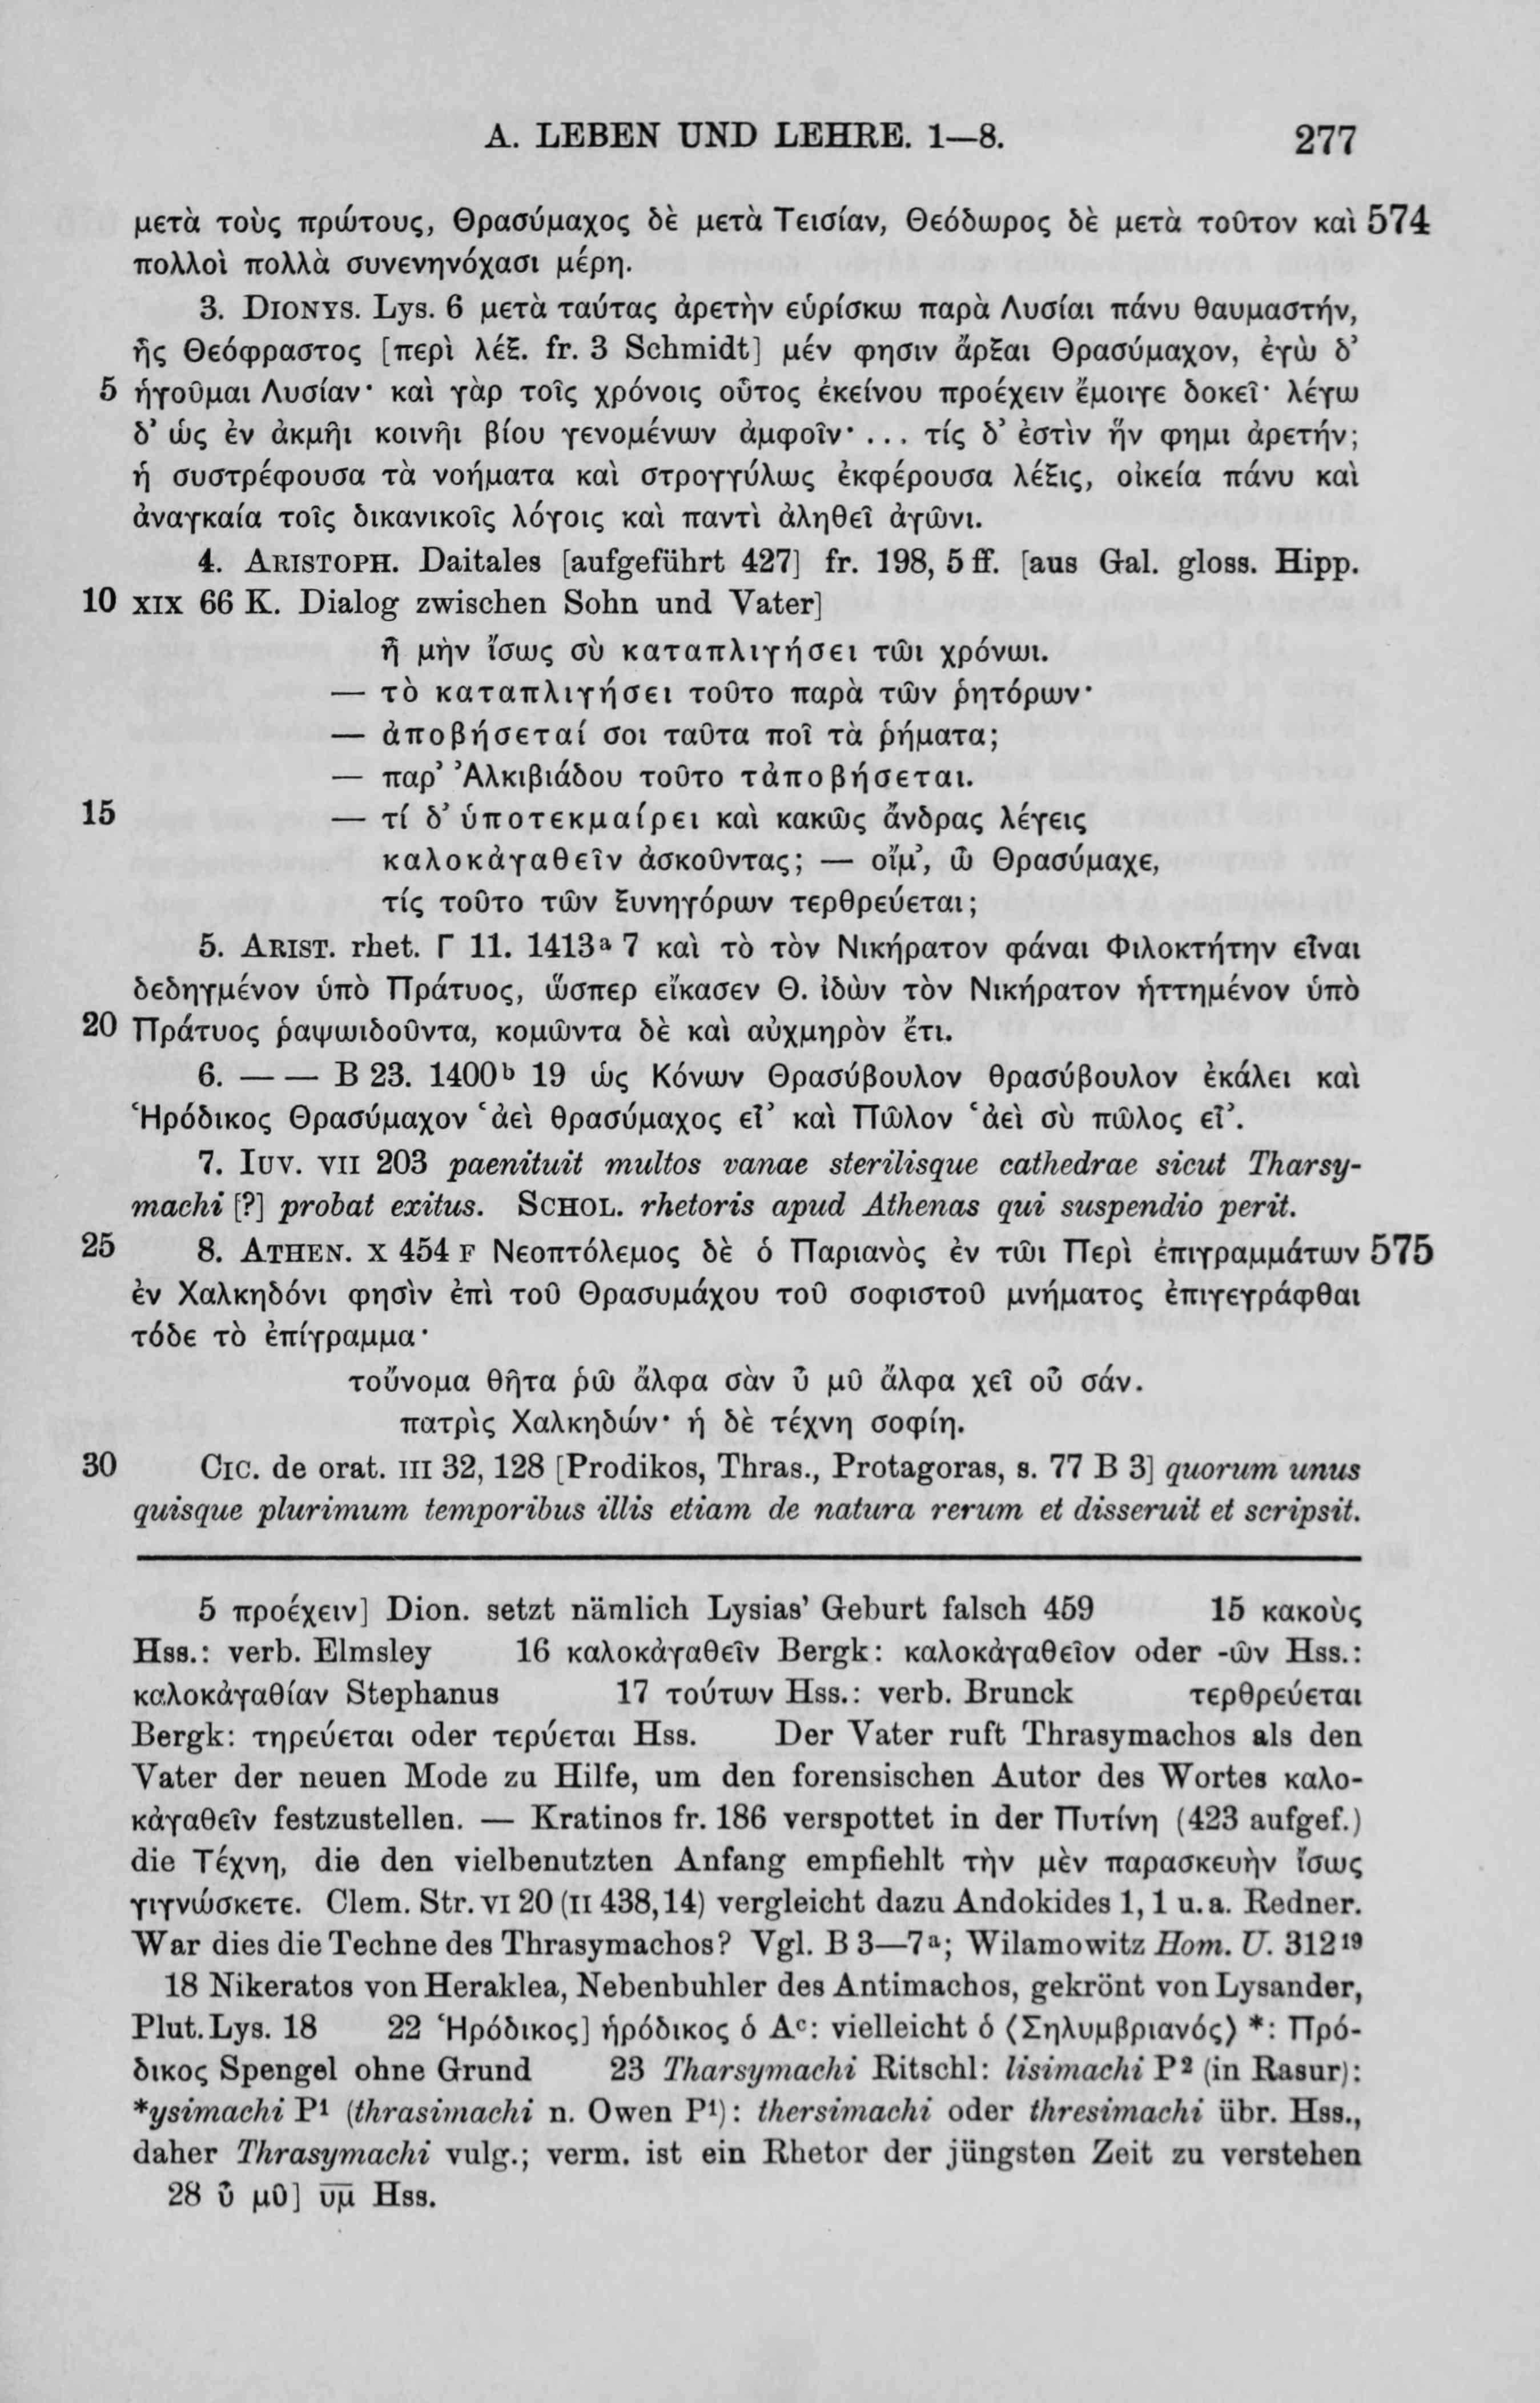 A. LEBEN UND LEHRE. 1—8. 277
μετὰ τοὺς πρώτους, Θρασύμαχος δὲ μετὰ Τεισίαν, Θεόδωρος δὲ μετὰ τοῦτον καὶ 574
πολλοὶ πολλὰ συνενηνόχασι μέρη.
3. DIONYS. Lys. 6 μετὰ ταύτας ἀρετὴν εὑρίσκω παρὰ Λυσίαι πάνυ θαυμαστήν,
ἧς Θεόφραστος [περὶ λέξ. fr. 3 Schmidt] μέν φησιν ἄρξαι Θρασύμαχον, ἐγὼ δ’
5 ἡγοῦμαι Λυσίαν· καὶ γὰρ τοῖς χρόνοις οὗτος ἐκείνου προέχειν ἔμοιγε δοκεῖ· λέγω
δ’ ὡς ἐν ἀκμῆι κοινῆι βίου γενομένων ἀμφοῖν· ... τίς δ’ ἐστὶν ἥν φημι ἀρετήν;
ἡ συστρέφουσα τὰ νοήματα καὶ στρογγύλως ἐκφέρουσα λέξις, οἰκεία πάνυ καὶ
ἀναγκαία τοῖς δικανικοῖς λόγοις καὶ παντὶ ἀληθεῖ ἀγῶνι.
4. ARISTOPH. Daitales [aufgeführt 427] fr. 198, 5 ff. [aus Gal. gloss. Hipp.
10 XIX 66 K. Dialog zwischen Sohn und Vater]
ἦ μὴν ἴσως σὺ καταπλιγήσει τῶι χρόνωι.
— τὸ καταπλιγήσει τοῦτο παρὰ τῶν ῥητόρων·
— ἀποβήσεταί σοι ταῦτα ποῖ τὰ ῥήματα;
— παρ’ Ἀλκιβιάδου τοῦτο τἀποβήσεται.
15 — τί δ’ ὑποτεκμαίρει καὶ κακῶς ἄνδρας λέγεις
καλοκἀγαθεῖν ἀσκοῦντας; — οἴμ’, ὦ Θρασύμαχε,
τίς τοῦτο τῶν ξυνηγόρων τερθρεύεται;
5. ARIST. rhet. Γ 11. 1413ᵃ 7 καὶ τὸ τὸν Νικήρατον φάναι Φιλοκτήτην εἶναι
δεδηγμένον ὑπὸ Πράτυος, ὥσπερ εἴκασεν Θ. ἰδὼν τὸν Νικήρατον ἡττημένον ὑπὸ
20 Πράτυος ῥαψωιδοῦντα, κομῶντα δὲ καὶ αὐχμηρὸν ἔτι.
6. — — B 23. 1400ᵇ 19 ὡς Κόνων Θρασύβουλον θρασύβουλον ἐκάλει καὶ
Ἡρόδικος Θρασύμαχον ‘ἀεὶ θρασύμαχος εἶ’ καὶ Πῶλον ‘ἀεὶ σὺ πῶλος εἶ’.
7. IUV. VII 203 paenituit multos vanae sterilisque cathedrae sicut Tharsy-
machi [?] probat exitus. SCHOL. rhetoris apud Athenas qui suspendio perit.
25 8. ATHEN. X 454 F Νεοπτόλεμος δὲ ὁ Παριανὸς ἐν τῶι Περὶ ἐπιγραμμάτων 575
ἐν Χαλκηδόνι φησὶν ἐπὶ τοῦ Θρασυμάχου τοῦ σοφιστοῦ μνήματος ἐπιγεγράφθαι
τόδε τὸ ἐπίγραμμα·
τοὔνομα θῆτα ῥῶ ἄλφα σὰν ὖ μῦ ἄλφα χεῖ οὖ σάν.
πατρὶς Χαλκηδών· ἡ δὲ τέχνη σοφίη.
30 CIC. de orat. III 32, 128 [Prodikos, Thras., Protagoras, s. 77 B 3] quorum unus
quisque plurimum temporibus illis etiam de natura rerum et disseruit et scripsit.
5 προέχειν] Dion. setzt nämlich Lysias’ Geburt falsch 459 15 κακοὺς
Hss.: verb. Elmsley 16 καλοκἀγαθεῖν Bergk: καλοκἀγαθεῖον oder -ῶν Hss.:
καλοκἀγαθίαν Stephanus 17 τούτων Hss.: verb. Brunck τερθρεύεται
Bergk: τηρεύεται oder τερύεται Hss. Der Vater ruft Thrasymachos als den
Vater der neuen Mode zu Hilfe, um den forensischen Autor des Wortes καλο-
κἀγαθεῖν festzustellen. — Kratinos fr. 186 verspottet in der Πυτίνη (423 aufgef.)
die Τέχνη, die den vielbenutzten Anfang empfiehlt τὴν μὲν παρασκευὴν ἴσως
γιγνώσκετε. Clem. Str. VI 20 (II 438,14) vergleicht dazu Andokides 1, 1 u. a. Redner.
War dies die Techne des Thrasymachos? Vgl. B 3—7ᵃ; Wilamowitz Hom. U. 312¹⁹
18 Nikeratos von Heraklea, Nebenbuhler des Antimachos, gekrönt von Lysander,
Plut. Lys. 18 22 Ἡρόδικος] ἡρόδικος ὁ Aᶜ: vielleicht ὁ ⟨Σηλυμβριανός⟩ *: Πρό-
δικος Spengel ohne Grund 23 Tharsymachi Ritschl: lisimachi P² (in Rasur):
*ysimachi P¹ (thrasimachi n. Owen P¹): thersimachi oder thresimachi übr. Hss.,
daher Thrasymachi vulg.; verm. ist ein Rhetor der jüngsten Zeit zu verstehen
28 ὖ μῦ] υ̅μ̅ Hss.